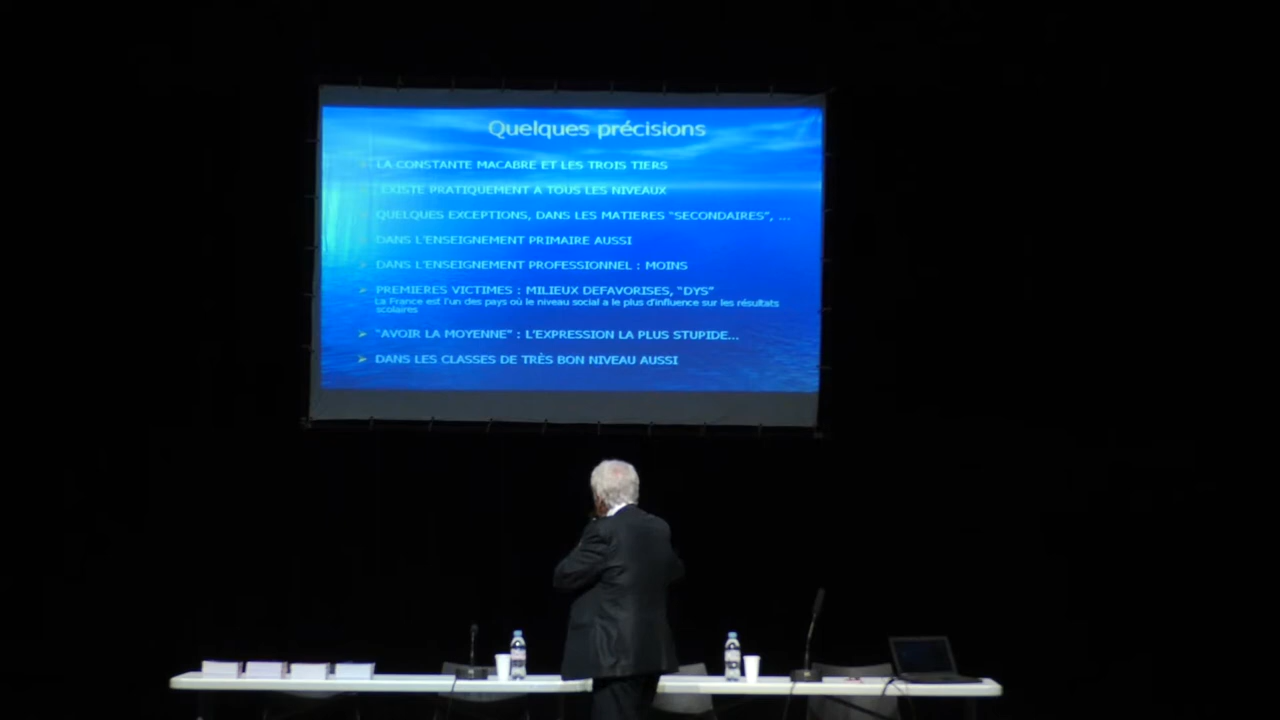 Quelques précisions
LA CONSTANTE MACABRE ET LES TROIS TIERS
EXISTE PRATIQUEMENT A TOUS LES NIVEAUX
QUELQUES EXCEPTIONS, DANS LES MATIERES “SECONDAIRES”, ...
DANS L'ENSEIGNEMENT PRIMAIRE AUSSI
DANS L'ENSEIGNEMENT PROFESSIONNEL : MOINS
PREMIERES VICTIMES : MILIEUX DEFAVORISES, “DYS”
La France est l'un des pays où le niveau social a le plus d'influence sur les résultats
scolaires
“AVOIR LA MOYENNE” : L'EXPRESSION LA PLUS STUPIDE...
DANS LES CLASSES DE TRÈS BON NIVEAU AUSSI